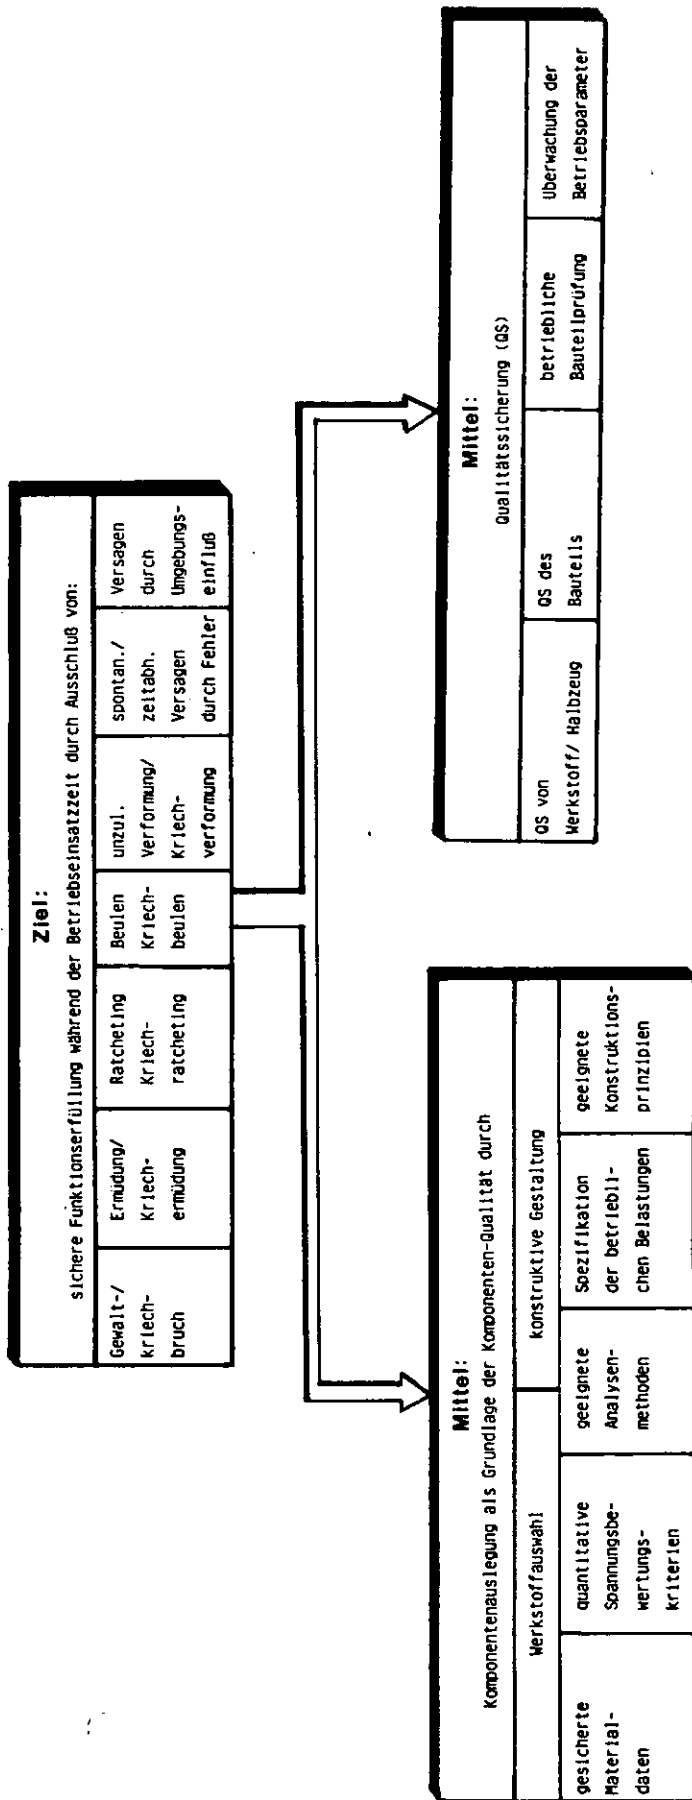 Ziel:
sichere Funktionserfüllung während der Betriebseinsatzzeit durch Ausschluß von:
Gewalt-/
kriech-
bruch
Ermüdung/
Kriech-
ermüdung
Ratcheting
Kriech-
ratcheting
Beulen
Kriech-
beulen
unzul.
Verformung/
Kriech-
verformung
spontan./
zeitabh.
Versagen
durch Fehler
Versagen
durch
Umgebungs-
einfluß
Mittel:
Komponentenauslegung als Grundlage der Komponenten-Qualität durch
Werkstoffauswahl
konstruktive Gestaltung
gesicherte
Material-
daten
quantitative
Spannungsbe-
wertungs-
kriterien
geeignete
Analysen-
methoden
Spezifikation
der betriebli-
chen Belastungen
geeignete
Konstruktions-
prinzipien
Mittel:
Qualitätssicherung (QS)
QS von
Werkstoff/ Halbzeug
QS des
Bauteils
betriebliche
Bauteilprüfung
Überwachung der
Betriebsparameter